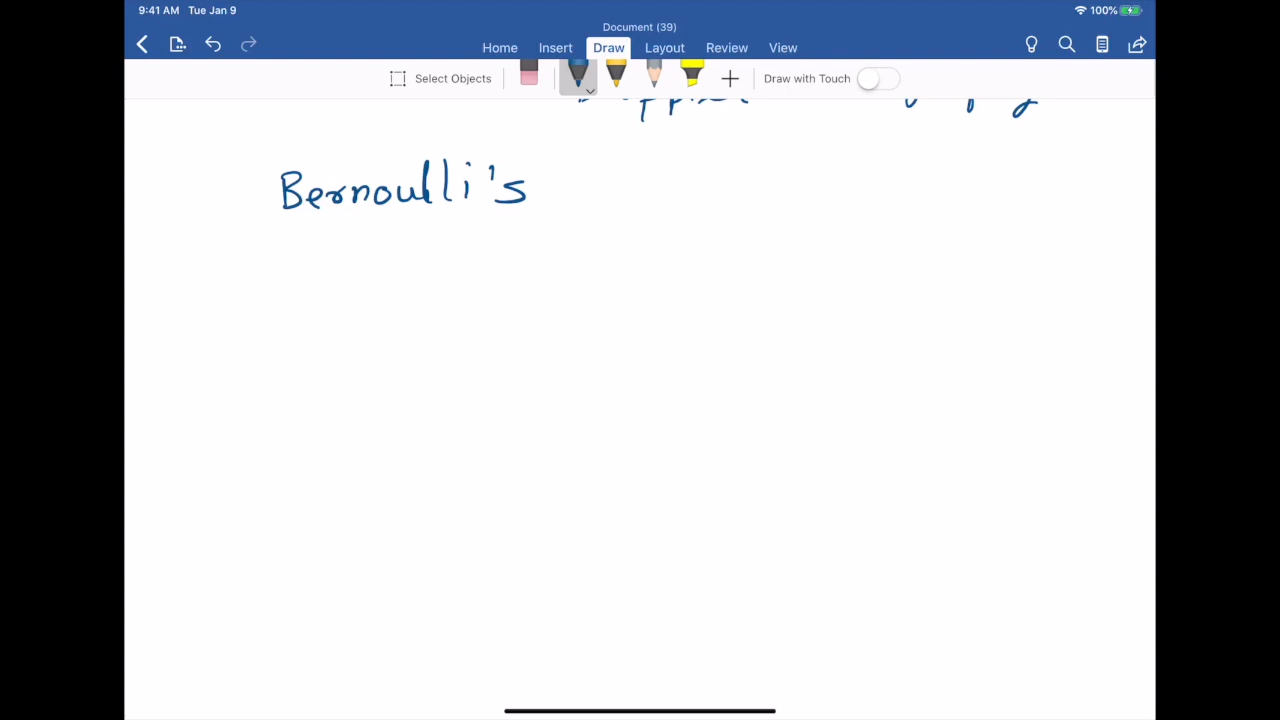 9:41 AM Tue Jan 9
100%
Document (39)
Home Insert Draw Layout Review View
Select Objects
Draw with Touch
Bernoulli's